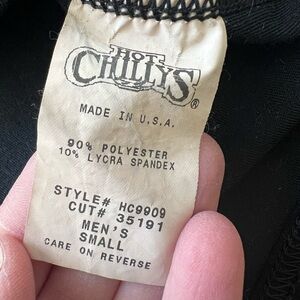 HOT
CHILLYS®
MADE IN U.S.A.
90% POLYESTER
10% LYCRA SPANDEX
STYLE# HC9909
CUT# 35191
MEN'S
SMALL
CARE ON REVERSE